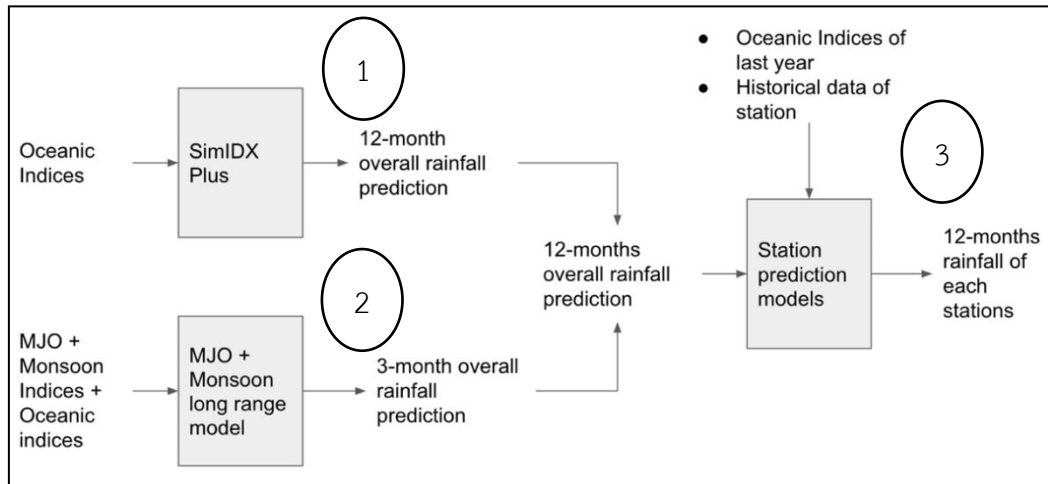 1
Oceanic
Indices
SimIDX
Plus
12-month
overall rainfall
prediction
2
MJO +
Monsoon
Indices +
Oceanic
indices
MJO +
Monsoon
long range
model
3-month overall
rainfall
prediction
12-months
overall rainfall
prediction
● Oceanic Indices of
last year
● Historical data of
station
Station
prediction
models
3
12-months
rainfall of
each
stations